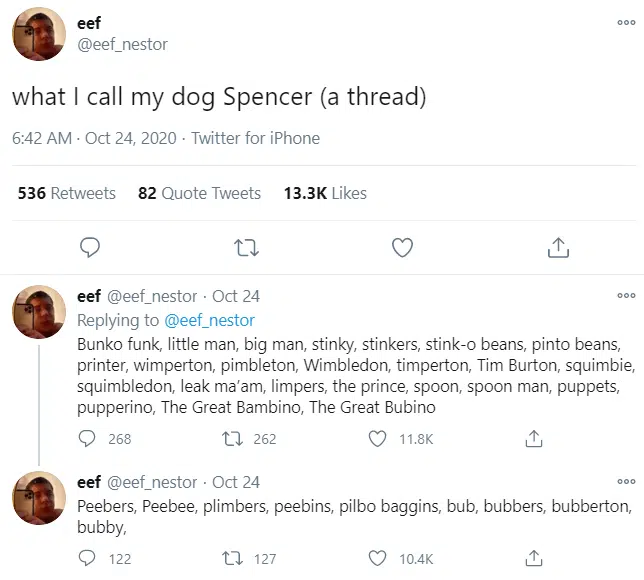 eef
@eef_nestor
what I call my dog Spencer (a thread)
6:42 AM · Oct 24, 2020 · Twitter for iPhone
536 Retweets 82 Quote Tweets 13.3K Likes
eef @eef_nestor · Oct 24
Replying to @eef_nestor
Bunko funk, little man, big man, stinky, stinkers, stink-o beans, pinto beans,
printer, wimperton, pimbleton, Wimbledon, timperton, Tim Burton, squimbie,
squimbledon, leak ma'am, limpers, the prince, spoon, spoon man, puppets,
pupperino, The Great Bambino, The Great Bubino
268 262 11.8K
eef @eef_nestor · Oct 24
Peebers, Peebee, plimbers, peebins, pilbo baggins, bub, bubbers, bubberton,
bubby,
122 127 10.4K